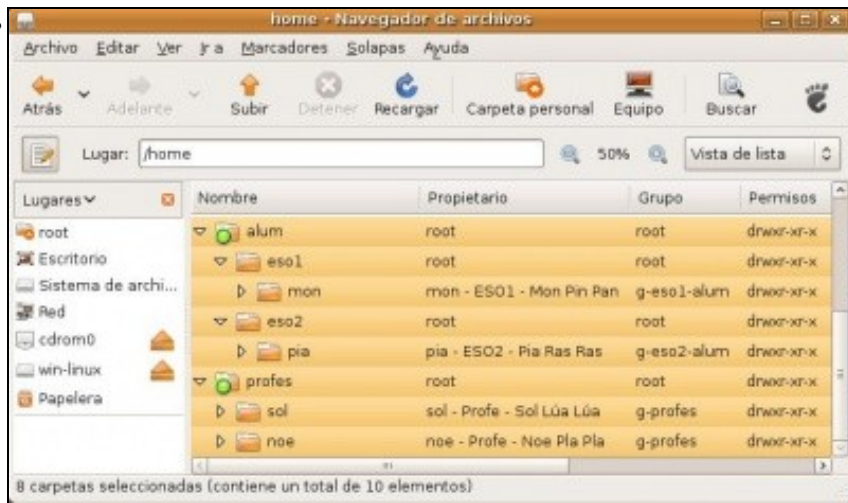 home - Navegador de archivos
Archivo Editar Ver Ir a Marcadores Solapas Ayuda
Atrás Adelante Subir Detener Recargar Carpeta personal Equipo Buscar
Lugar: /home 50% Vista de lista
Lugares Nombre Propietario Grupo Permisos
root alum root root drwxr-xr-x
Escritorio eso1 root root drwxr-xr-x
Sistema de archi... mon mon - ESO1 - Mon Pin Pan g-eso1-alum drwxr-xr-x
Red eso2 root root drwxr-xr-x
cdrom0 pia pia - ESO2 - Pia Ras Ras g-eso2-alum drwxr-xr-x
win-linux profes root root drwxr-xr-x
Papelera sol sol - Profe - Sol Lúa Lúa g-profes drwxr-xr-x
noe noe - Profe - Noe Pla Pla g-profes drwxr-xr-x
8 carpetas seleccionadas (contiene un total de 10 elementos)